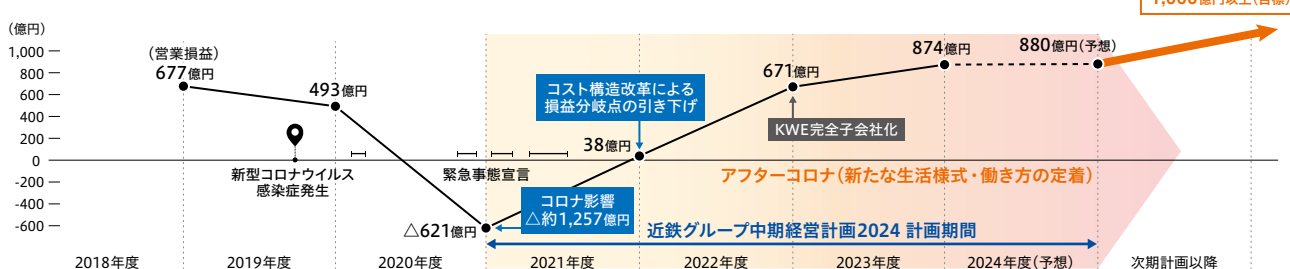 1,000億円以上(目標)
(億円)
1,000
800
600
400
200
0
-200
-400
-600
(営業損益)
677億円
493億円
△621億円
38億円
671億円
874億円
880億円(予想)
新型コロナウイルス
感染症発生
緊急事態宣言
コスト構造改革による
損益分岐点の引き下げ
コロナ影響
△約1,257億円
KWE完全子会社化
アフターコロナ(新たな生活様式・働き方の定着)
近鉄グループ中期経営計画2024 計画期間
2018年度
2019年度
2020年度
2021年度
2022年度
2023年度
2024年度(予想)
次期計画以降